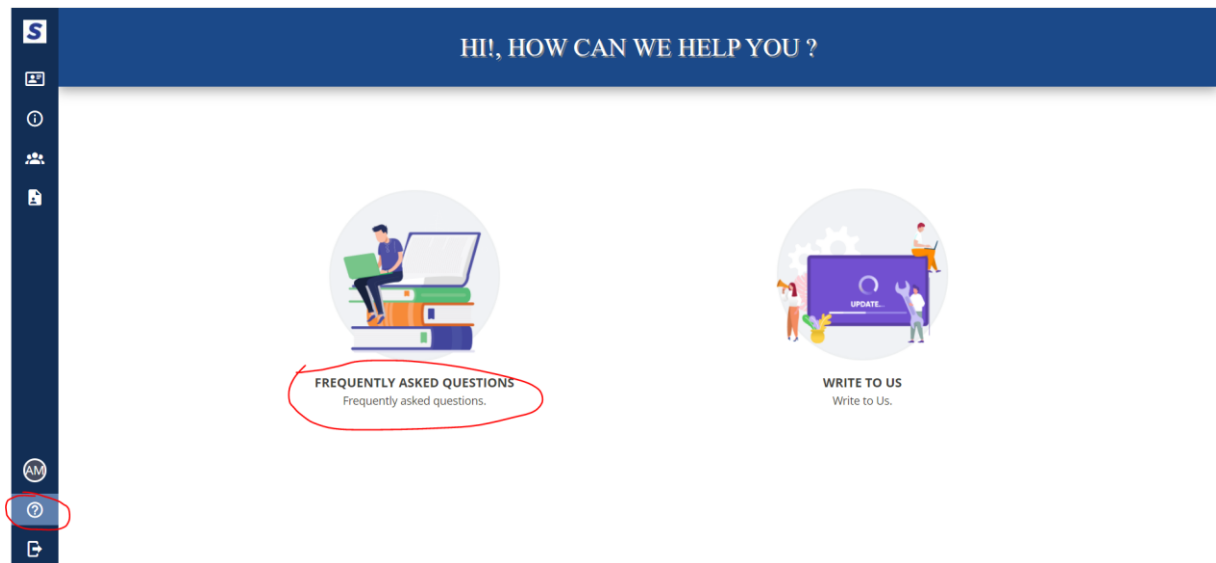 S
HI!, HOW CAN WE HELP YOU ?
UPDATE...
FREQUENTLY ASKED QUESTIONS
Frequently asked questions.
WRITE TO US
Write to Us.
AM